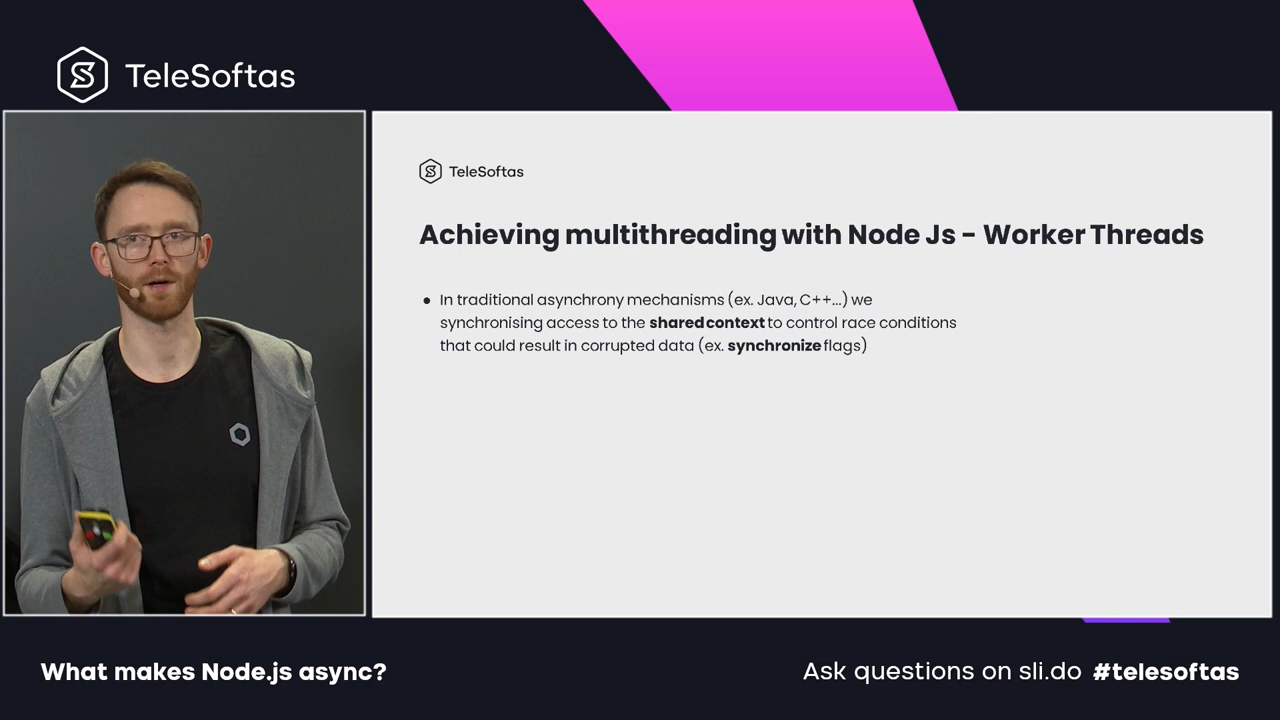 TeleSoftas
TeleSoftas
Achieving multithreading with Node Js - Worker Threads
● In traditional asynchrony mechanisms (ex. Java, C++...) we
synchronising access to the shared context to control race conditions
that could result in corrupted data (ex. synchronize flags)
What makes Node.js async?
Ask questions on sli.do #telesoftas